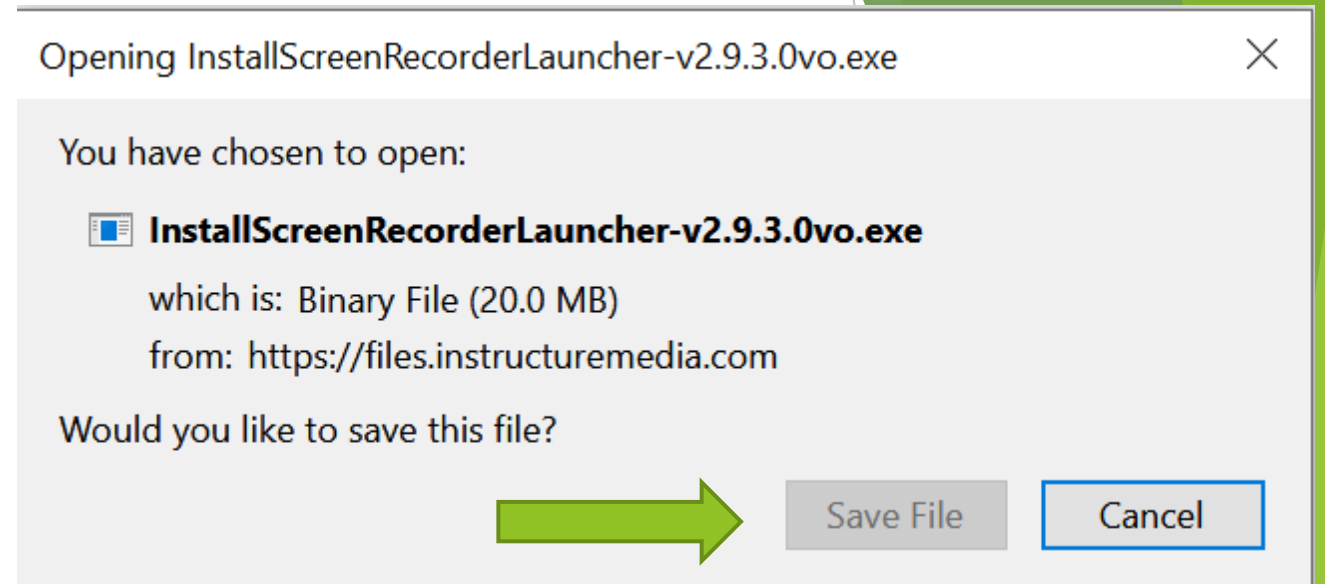 Opening InstallScreenRecorderLauncher-v2.9.3.0vo.exe
You have chosen to open:
InstallScreenRecorderLauncher-v2.9.3.0vo.exe
which is: Binary File (20.0 MB)
from: https://files.instructuremedia.com
Would you like to save this file?
Save File Cancel